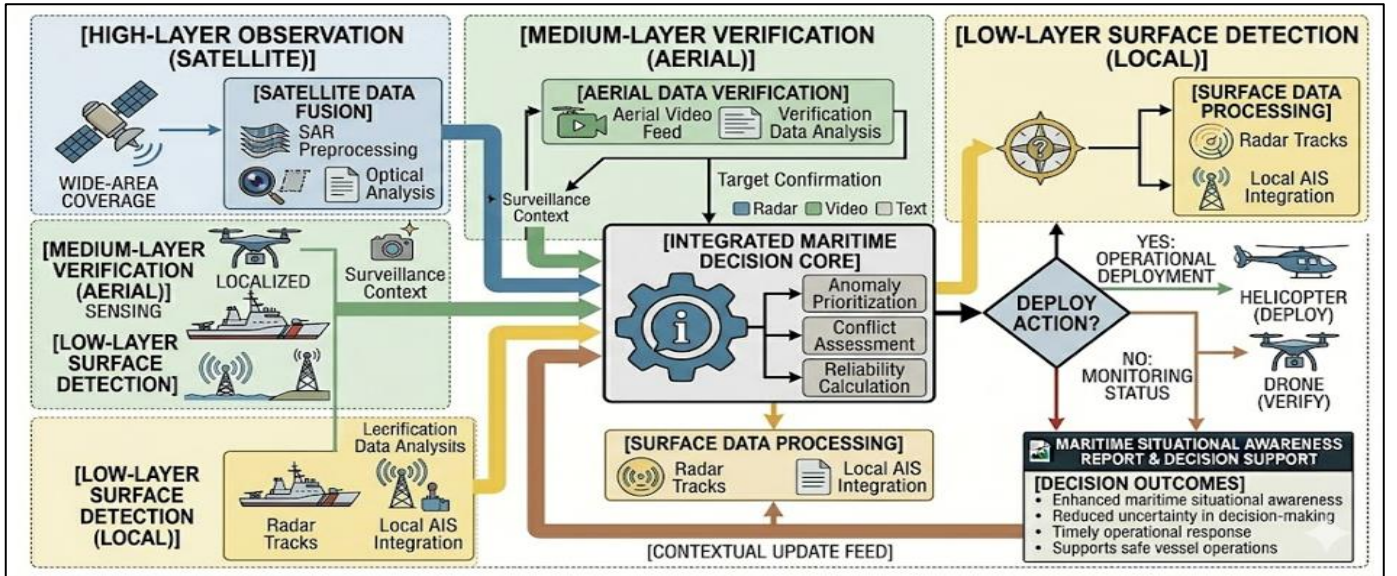 [HIGH-LAYER OBSERVATION
(SATELLITE)]
[SATELLITE DATA
FUSION]
SAR
Preprocessing
Optical
Analysis
WIDE-AREA
COVERAGE
[MEDIUM-LAYER VERIFICATION
(AERIAL)]
[AERIAL DATA VERIFICATION]
Aerial Video
Feed
Verification
Data Analysis
Surveillance
Context
Target Confirmation
Radar
Video
Text
[LOW-LAYER SURFACE DETECTION
(LOCAL)]
[SURFACE DATA
PROCESSING]
Radar Tracks
Local AIS
Integration
?
[MEDIUM-LAYER
VERIFICATION
(AERIAL)]
SENSING
LOCALIZED
Surveillance
Context
[LOW-LAYER
SURFACE
DETECTION]
[INTEGRATED MARITIME
DECISION CORE]
i
Anomaly
Prioritization
Conflict
Assessment
Reliability
Calculation
DEPLOY
ACTION?
YES:
OPERATIONAL
DEPLOYMENT
HELICOPTER
(DEPLOY)
NO:
MONITORING
STATUS
DRONE
(VERIFY)
[LOW-LAYER
SURFACE
DETECTION
(LOCAL)]
Leerification
Data Analysits
Radar
Tracks
Local AIS
Integration
[SURFACE DATA PROCESSING]
Radar
Tracks
Local AIS
Integration
MARITIME SITUATIONAL AWARENESS
REPORT & DECISION SUPPORT
[DECISION OUTCOMES]
• Enhanced maritime situational awareness
• Reduced uncertainty in decision-making
• Timely operational response
• Supports safe vessel operations
[CONTEXTUAL UPDATE FEED]